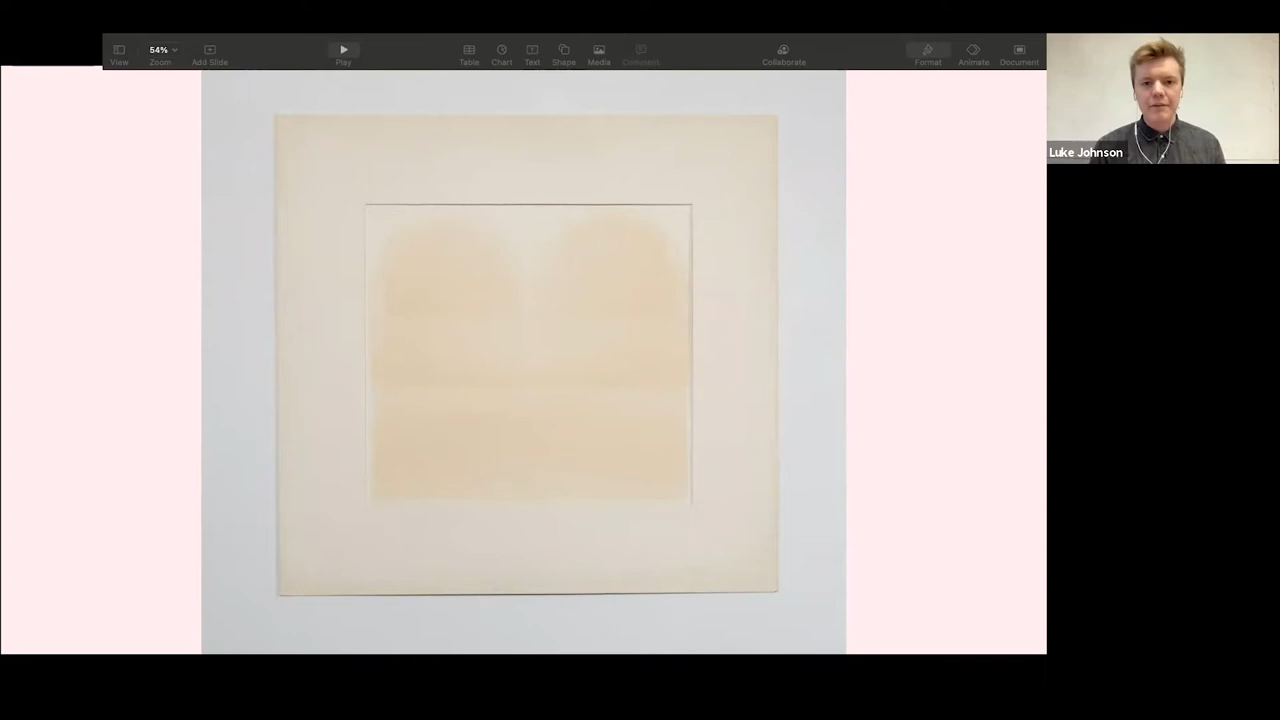 54%
View
Zoom
Add Slide
Play
Table
Chart
Text
Shape
Media
Comment
Collaborate
Format
Animate
Document
Luke Johnson